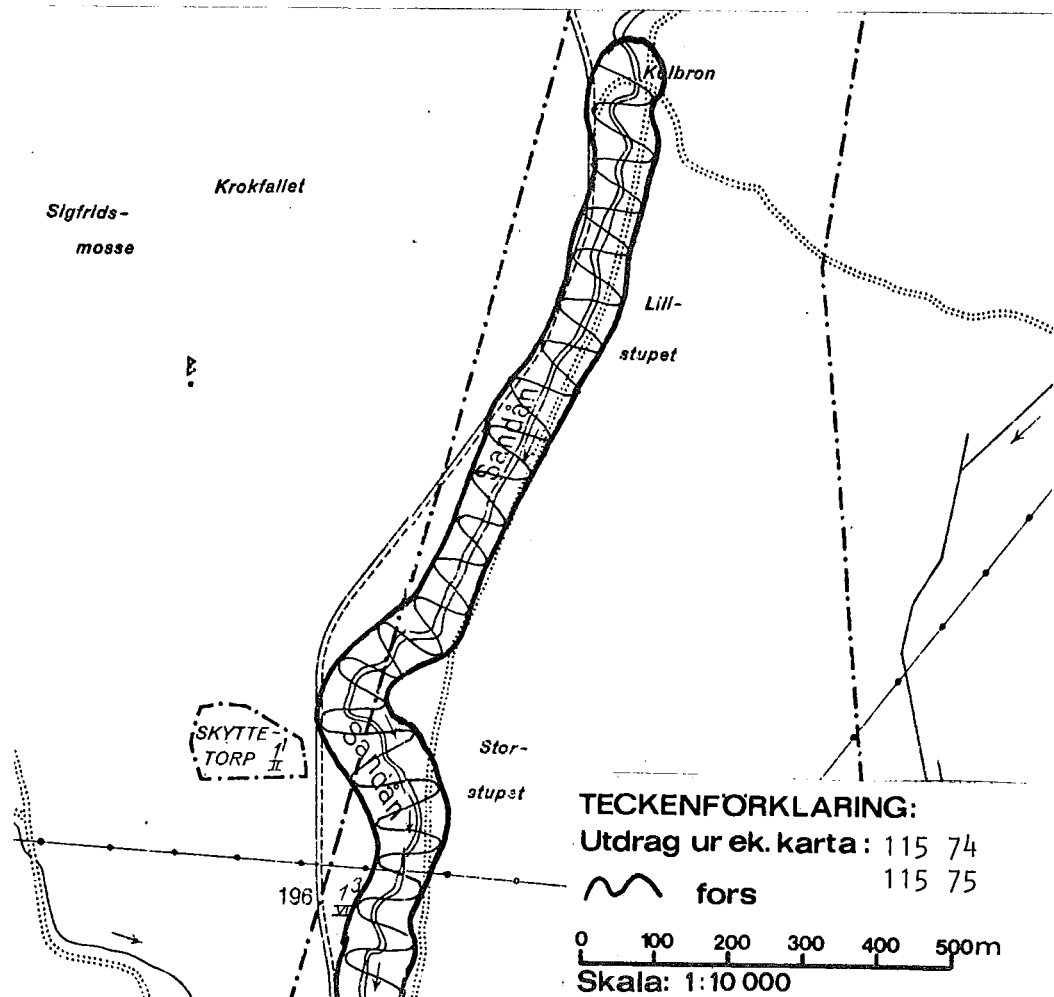 Kolbron
Krokfallet
Sigfrids-
mosse
Lill-
stupet
Sandån
SKYTTE-
TORP 1/II
Sandån
Stor-
stupet
196
1³/VI
TECKENFÖRKLARING:
Utdrag ur ek. karta: 115 74
115 75
fors
0 100 200 300 400 500m
Skala: 1:10 000